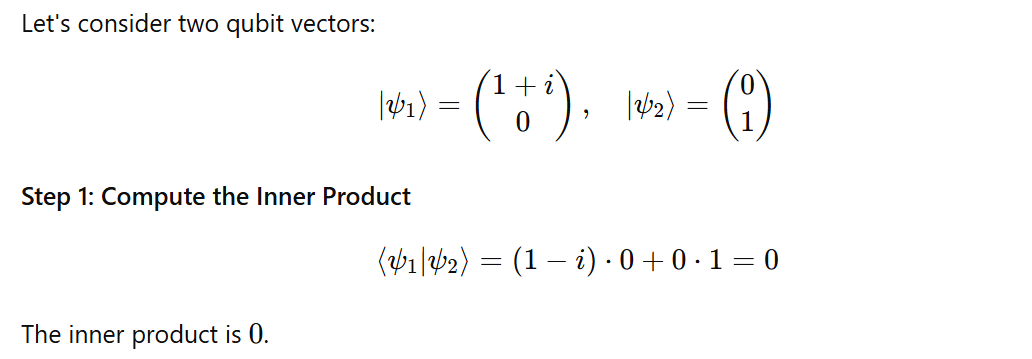 Let's consider two qubit vectors:
|ψ₁⟩ = (1 + i
0), |ψ₂⟩ = (0
1)
Step 1: Compute the Inner Product
⟨ψ₁|ψ₂⟩ = (1 − i) · 0 + 0 · 1 = 0
The inner product is 0.